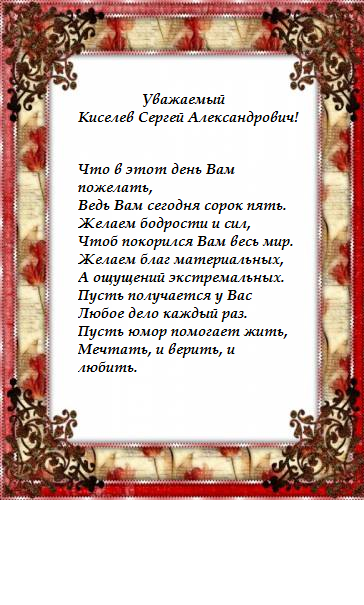 Уважаемый
Киселев Сергей Александрович!
Что в этот день Вам
пожелать,
Ведь Вам сегодня сорок пять.
Желаем бодрости и сил,
Чтоб покорился Вам весь мир.
Желаем благ материальных,
А ощущений экстремальных.
Пусть получается у Вас
Любое дело каждый раз.
Пусть юмор помогает жить,
Мечтать, и верить, и
любить.